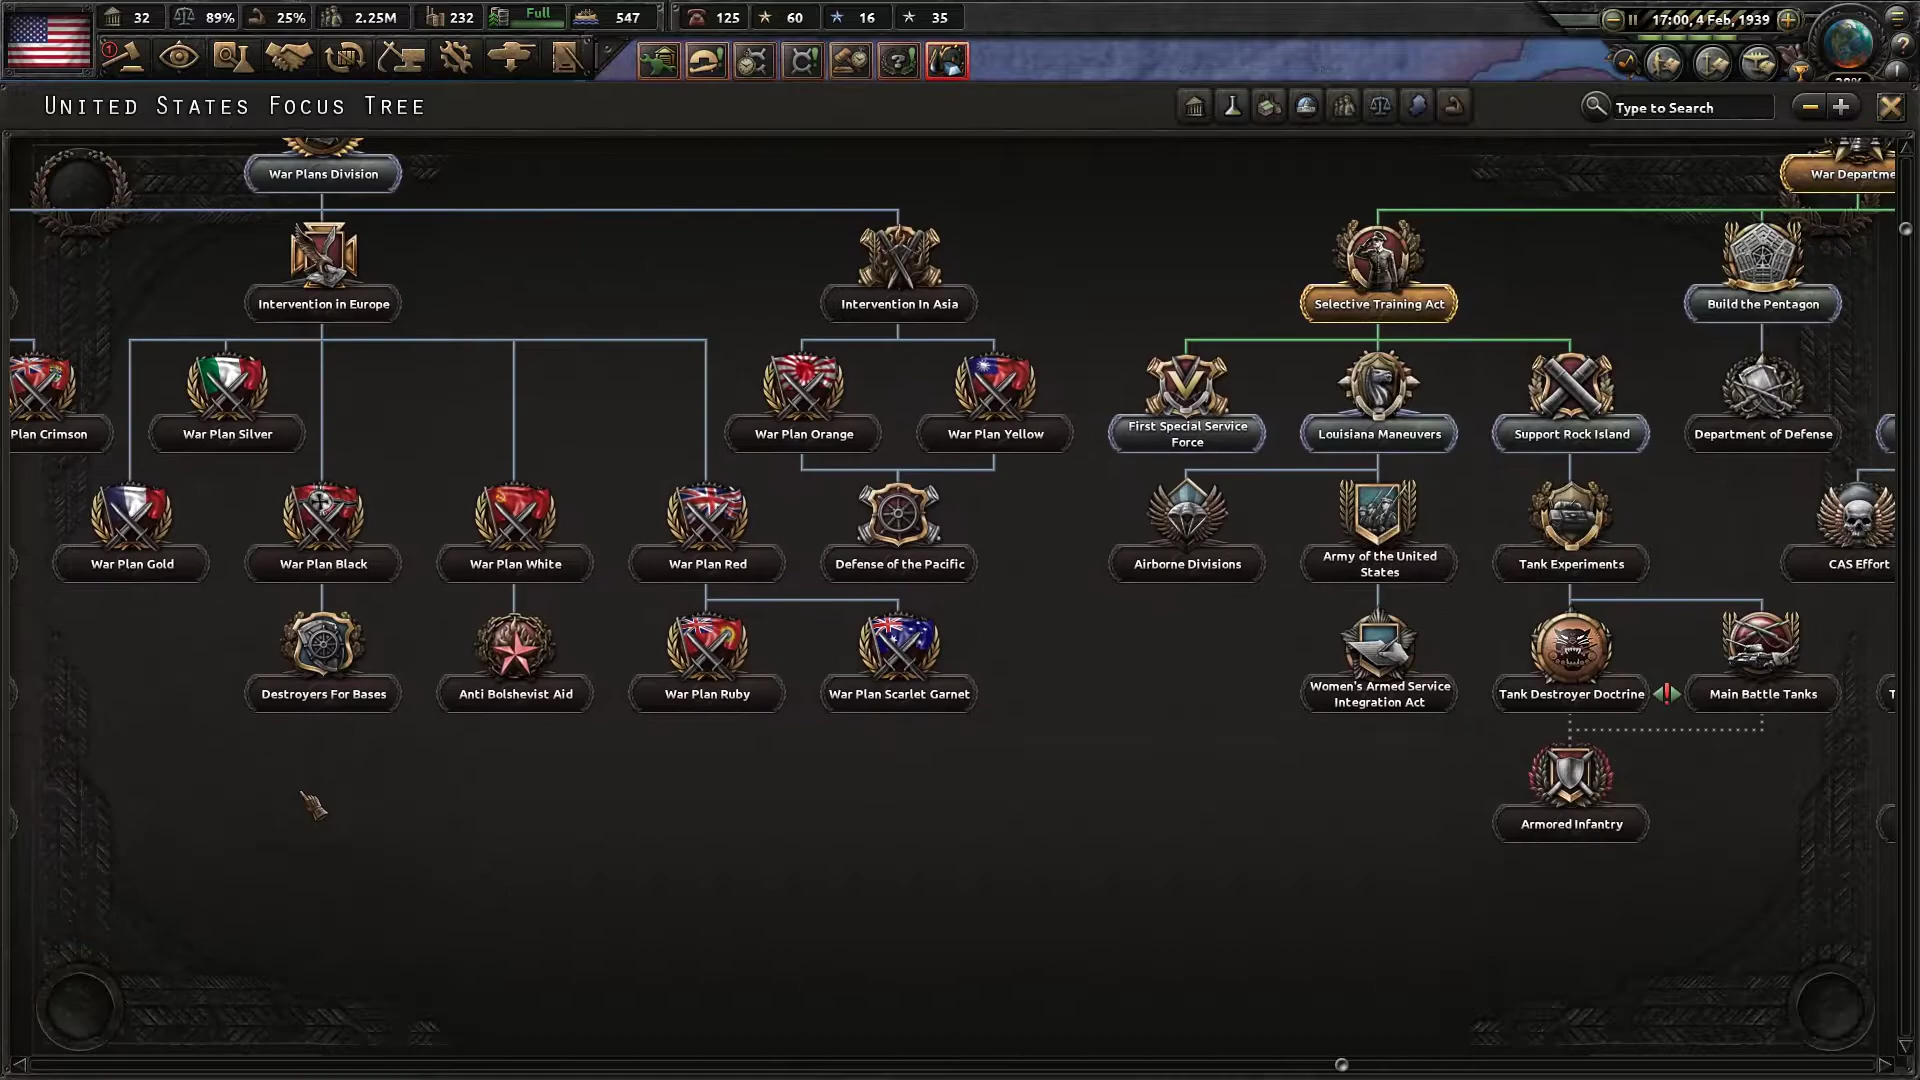 32 89% 25% 2.25M 232 Full 547 125 60 16 35 17:00, 4 Feb, 1939
1
United States Focus Tree
Type to Search
War Plans Division
War Departme
Intervention in Europe
Intervention In Asia
Selective Training Act
Build the Pentagon
Plan Crimson
War Plan Silver
War Plan Orange
War Plan Yellow
First Special Service
Force
Louisiana Maneuvers
Support Rock Island
Department of Defense
War Plan Gold
War Plan Black
War Plan White
War Plan Red
Defense of the Pacific
Airborne Divisions
Army of the United
States
Tank Experiments
CAS Effort
Destroyers For Bases
Anti Bolshevist Aid
War Plan Ruby
War Plan Scarlet Garnet
Women's Armed Service
Integration Act
Tank Destroyer Doctrine
Main Battle Tanks
Armored Infantry